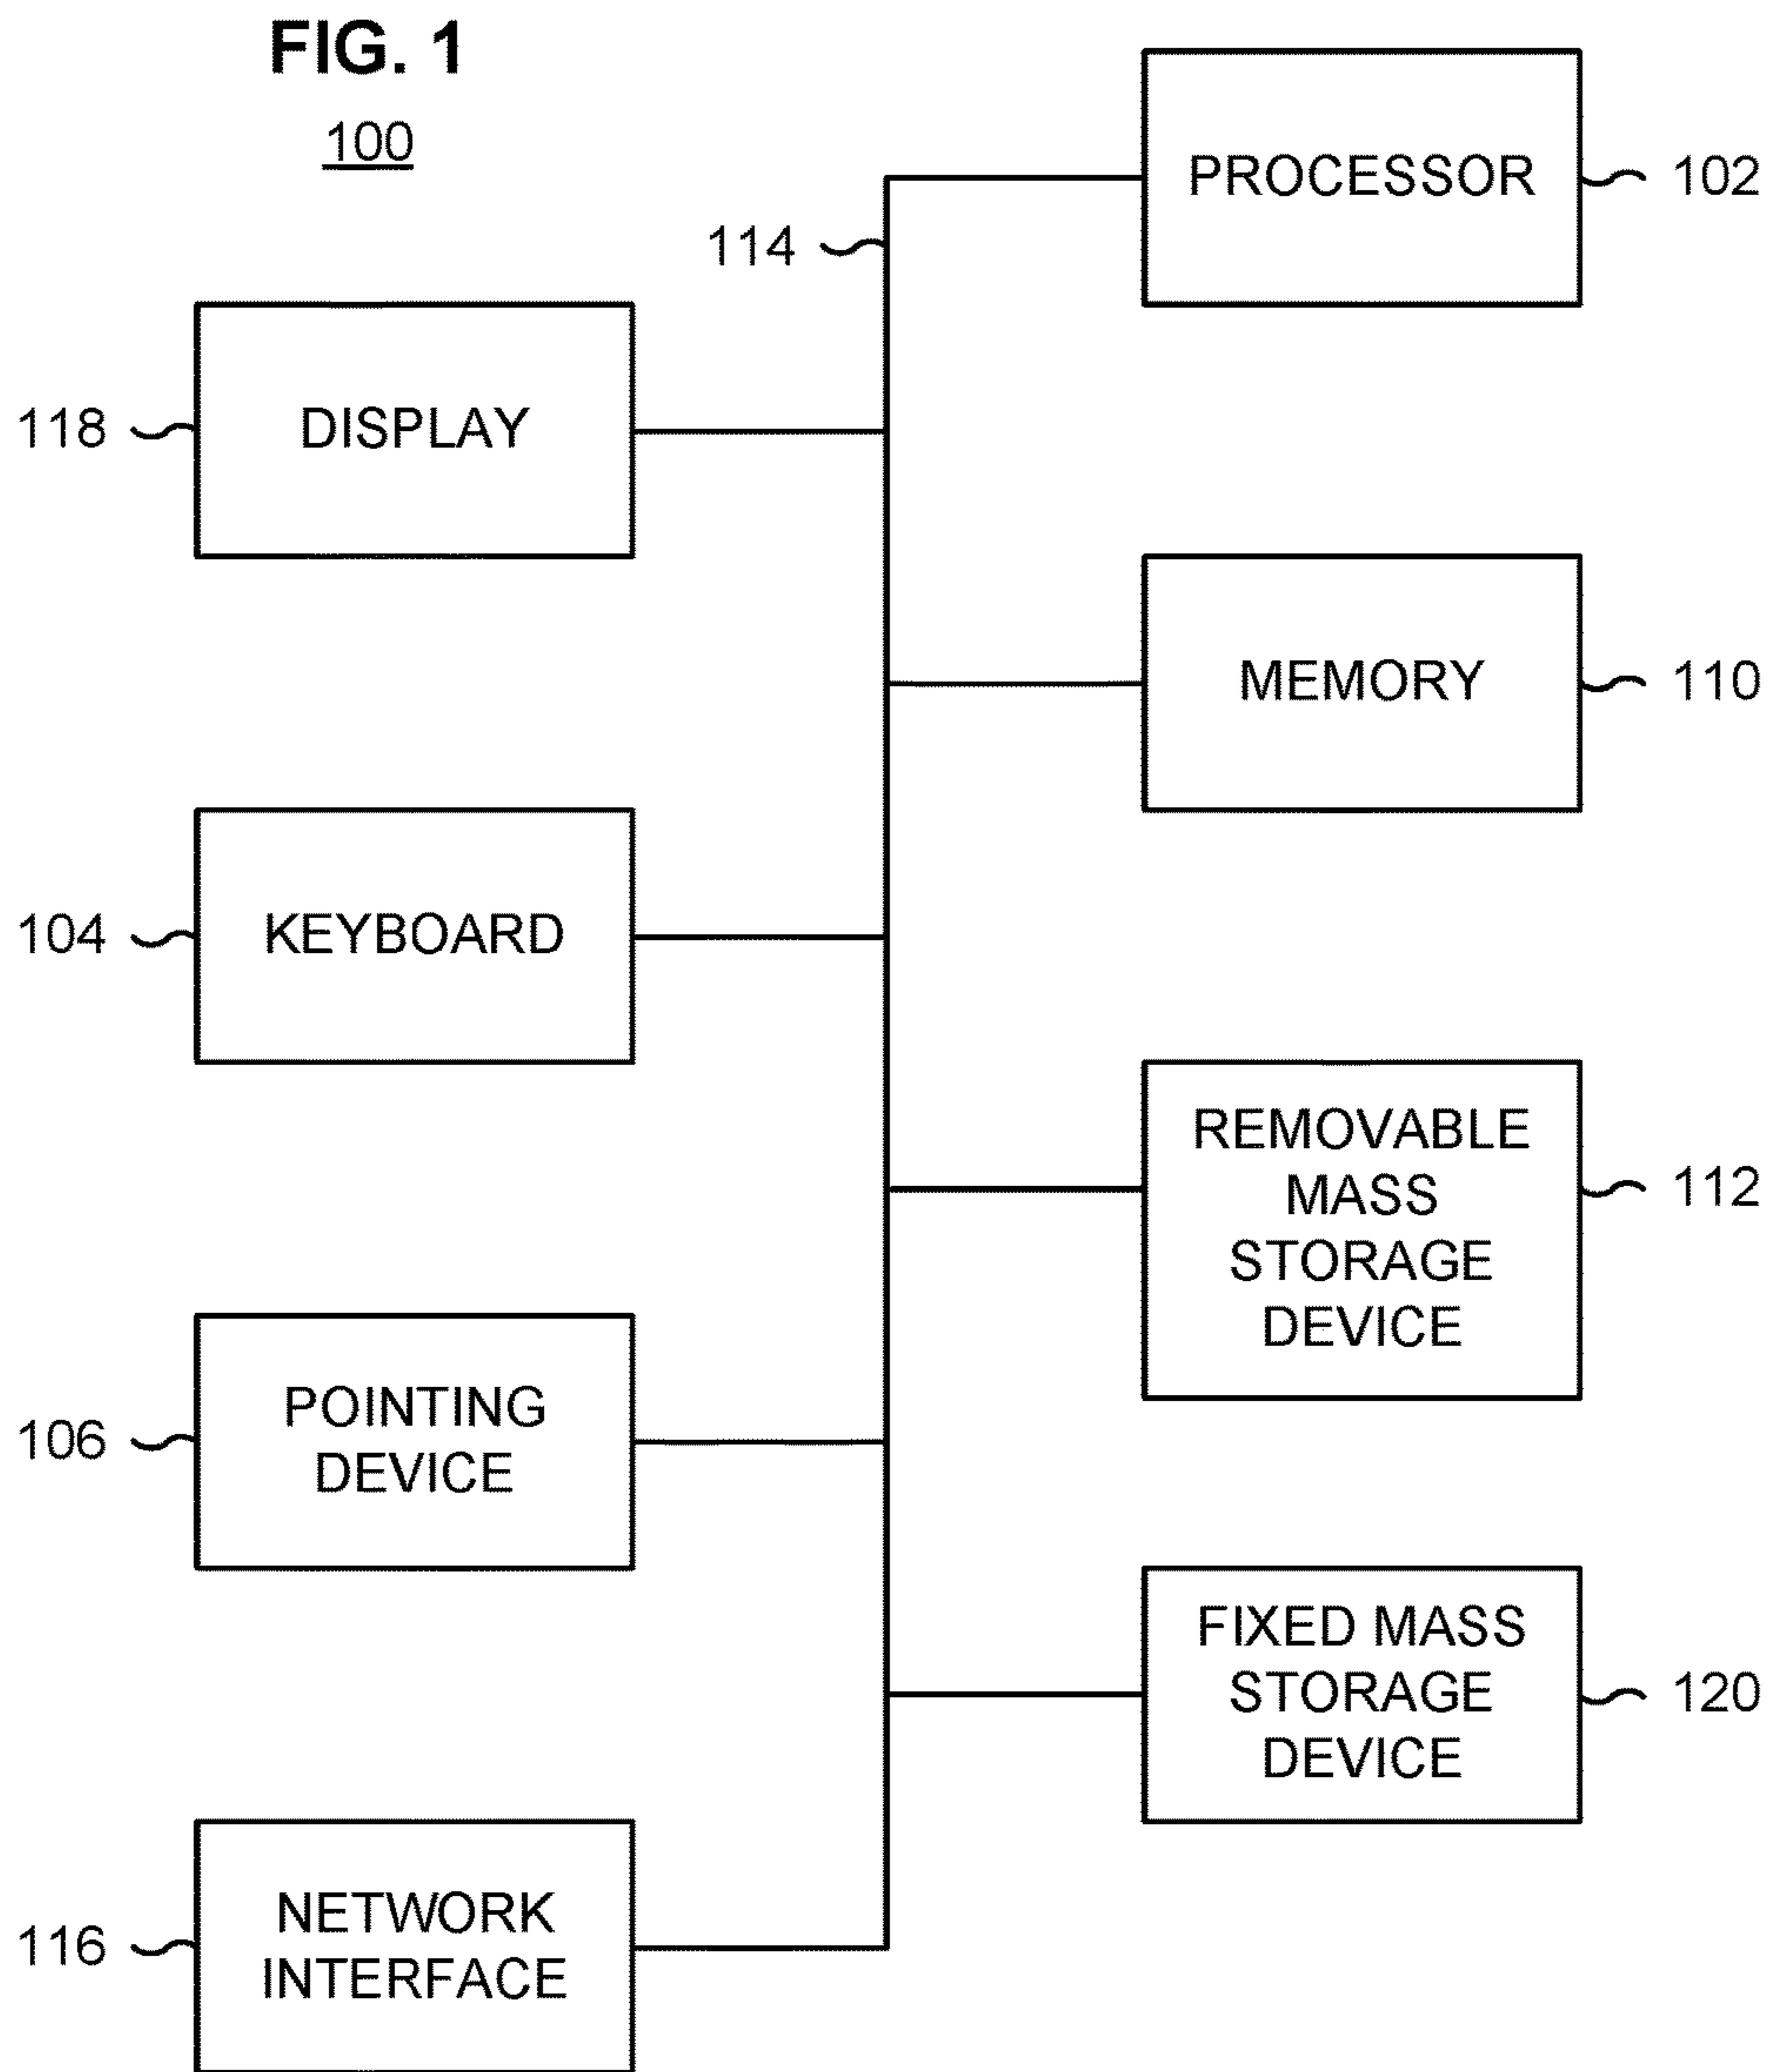 FIG. 1
100
PROCESSOR
102
114
DISPLAY
118
MEMORY
110
KEYBOARD
104
REMOVABLE
MASS
STORAGE
DEVICE
112
POINTING
DEVICE
106
FIXED MASS
STORAGE
DEVICE
120
NETWORK
INTERFACE
116